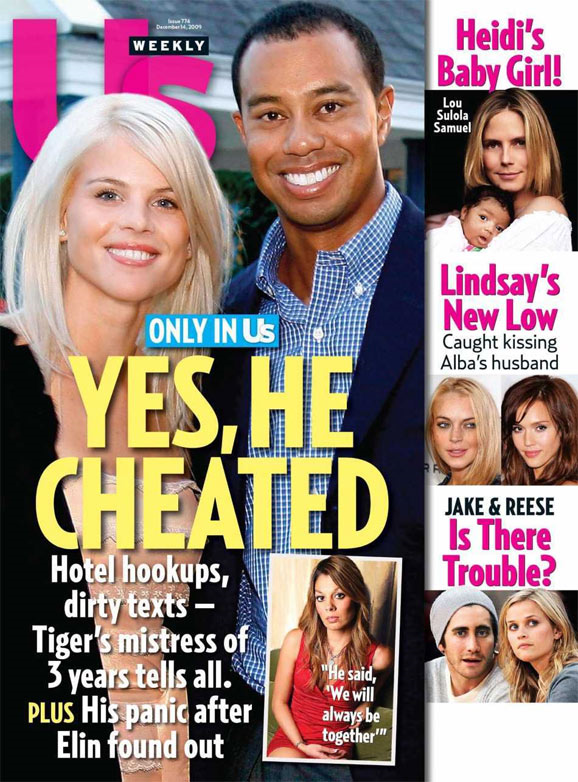 Us
WEEKLY
Issue 774
December 14, 2009
ONLY IN Us
YES, HE
CHEATED
Hotel hookups,
dirty texts –
Tiger's mistress of
3 years tells all.
PLUS His panic after
Elin found out
"He said,
'We will
always be
together'"
Heidi's
Baby Girl!
Lou
Sulola
Samuel
Lindsay's
New Low
Caught kissing
Alba's husband
JAKE & REESE
Is There
Trouble?